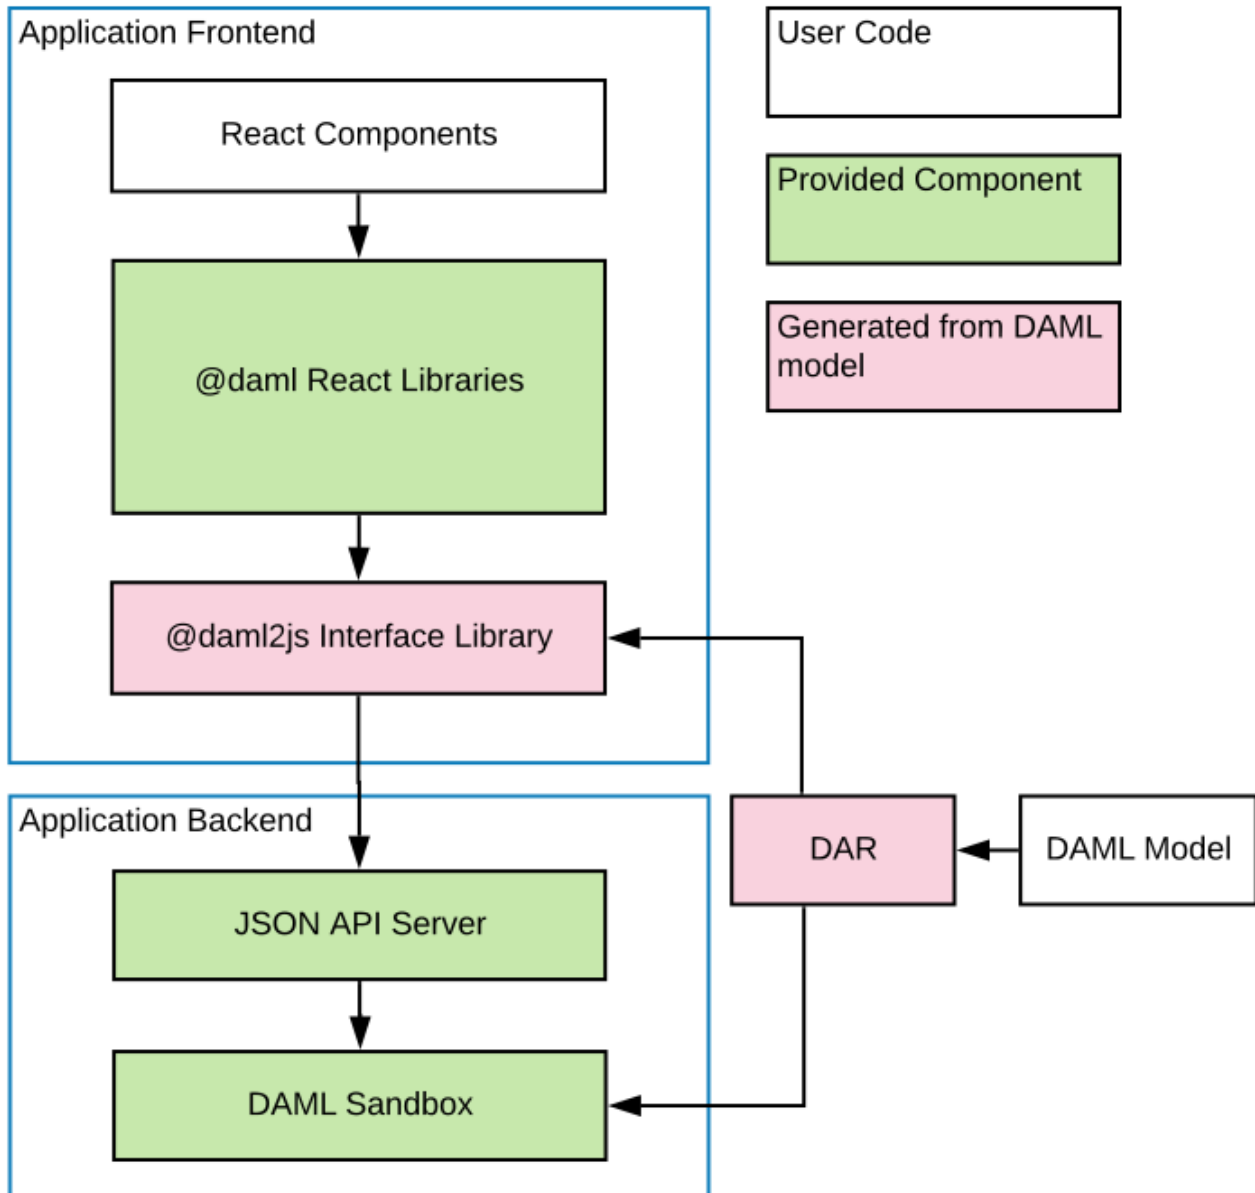 Application Frontend
React Components
@daml React Libraries
@daml2js Interface Library
User Code
Provided Component
Generated from DAML
model
Application Backend
JSON API Server
DAML Sandbox
DAR
DAML Model